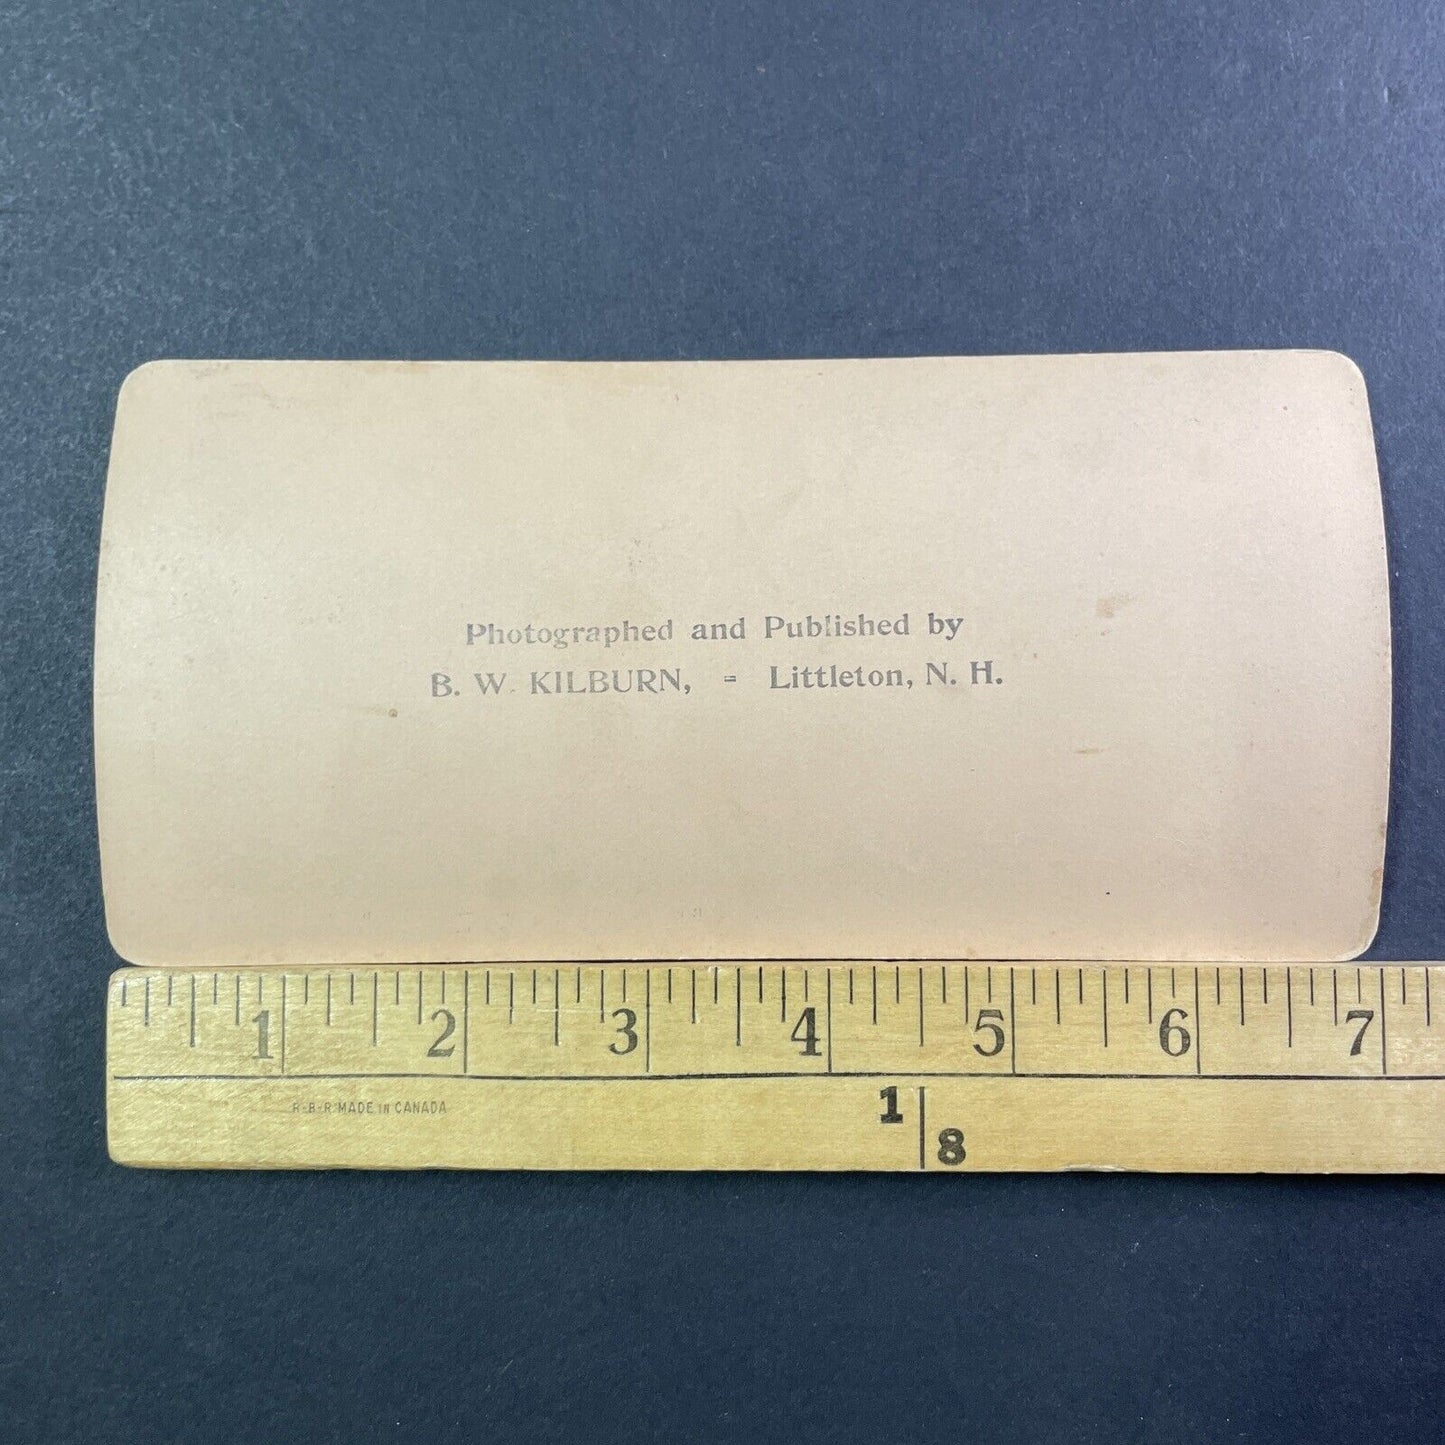 Photographed and Published by
B. W. KILBURN, = Littleton, N. H.
1 2 3 4 5 6 7
R-B-R MADE IN CANADA
1
8